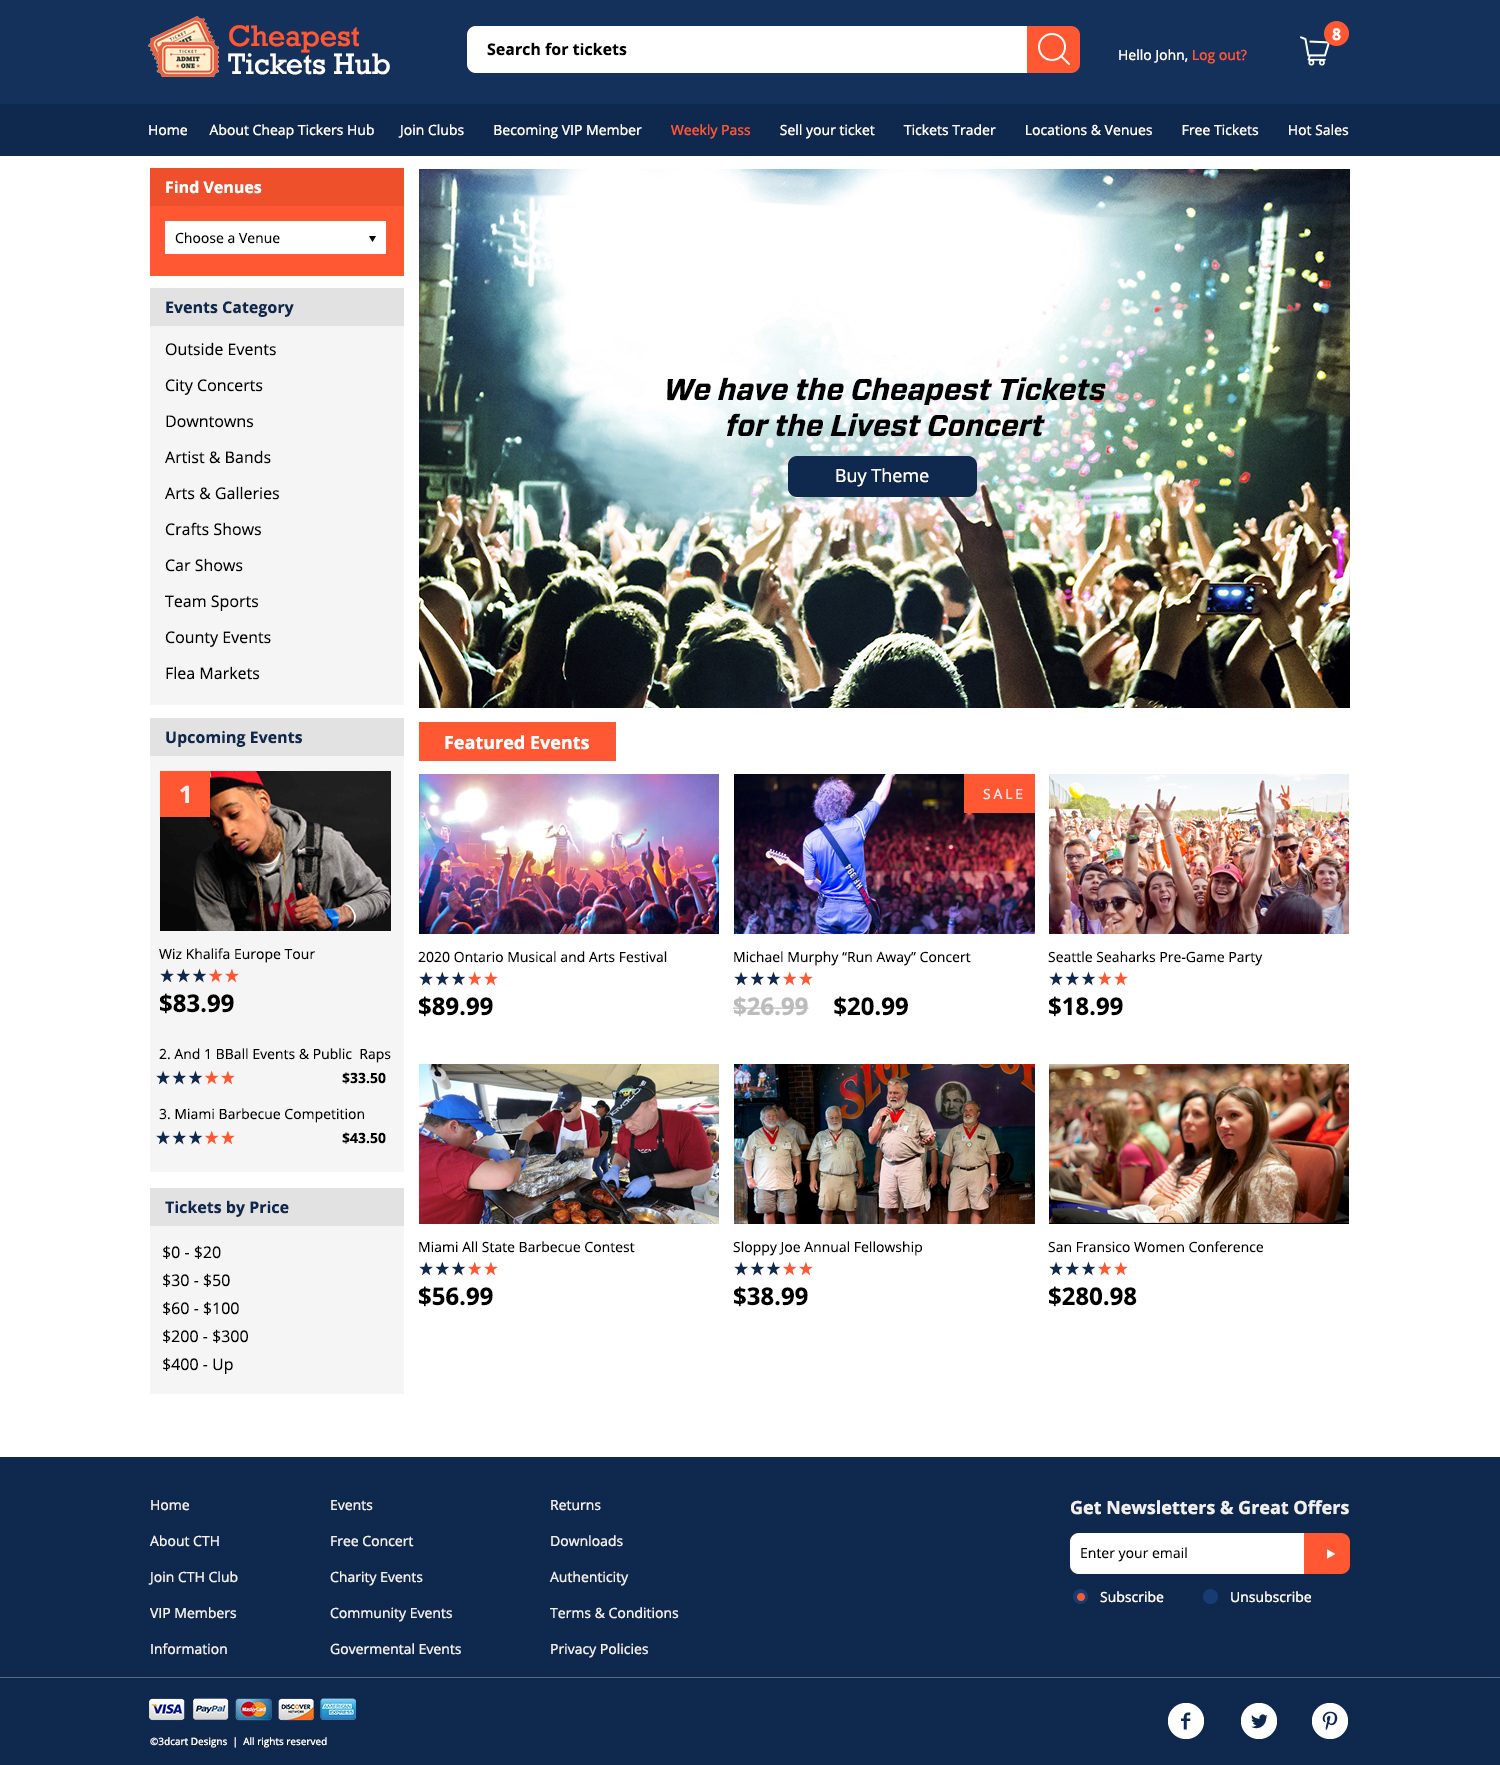 TICKET
ADMIT
TICKET
ADMIT
ONE
Cheapest
Tickets Hub
Search for tickets
Hello John, Log out?
8
Home
About Cheap Tickers Hub
Join Clubs
Becoming VIP Member
Weekly Pass
Sell your ticket
Tickets Trader
Locations & Venues
Free Tickets
Hot Sales
Find Venues
Choose a Venue
Events Category
Outside Events
City Concerts
Downtowns
Artist & Bands
Arts & Galleries
Crafts Shows
Car Shows
Team Sports
County Events
Flea Markets
We have the Cheapest Tickets
for the Livest Concert
Buy Theme
Upcoming Events
1
Wiz Khalifa Europe Tour
$83.99
2. And 1 BBall Events & Public  Raps
$33.50
3. Miami Barbecue Competition
$43.50
Tickets by Price
$0 - $20
$30 - $50
$60 - $100
$200 - $300
$400 - Up
Featured Events
2020 Ontario Musical and Arts Festival
$89.99
SALE
Michael Murphy “Run Away” Concert
$26.99 $20.99
Seattle Seaharks Pre-Game Party
$18.99
Miami All State Barbecue Contest
$56.99
Sloppy Joe Annual Fellowship
$38.99
San Fransico Women Conference
$280.98
Home
About CTH
Join CTH Club
VIP Members
Information
Events
Free Concert
Charity Events
Community Events
Govermental Events
Returns
Downloads
Authenticity
Terms & Conditions
Privacy Policies
Get Newsletters & Great Offers
Enter your email
Subscribe
Unsubscribe
VISA
PayPal
MasterCard
DISCOVER
NETWORK
AMERICAN
EXPRESS
©3dcart Designs | All rights reserved